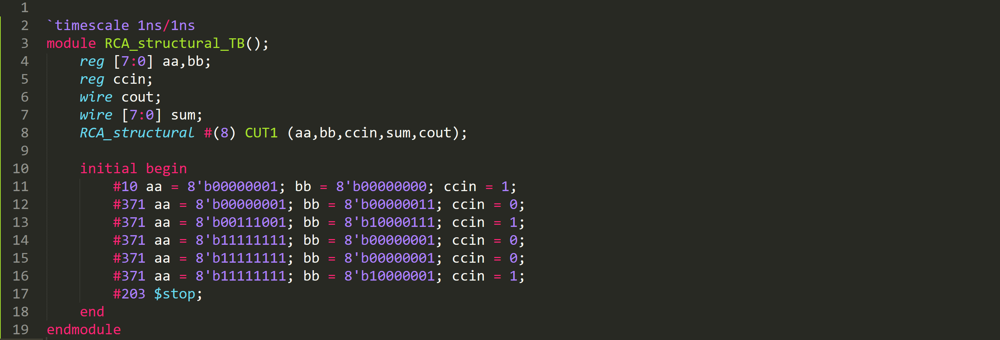 1
2 `timescale 1ns/1ns
3 module RCA_structural_TB();
4 reg [7:0] aa,bb;
5 reg ccin;
6 wire cout;
7 wire [7:0] sum;
8 RCA_structural #(8) CUT1 (aa,bb,ccin,sum,cout);
9
10 initial begin
11 #10 aa = 8'b00000001; bb = 8'b00000000; ccin = 1;
12 #371 aa = 8'b00000001; bb = 8'b00000011; ccin = 0;
13 #371 aa = 8'b00111001; bb = 8'b10000111; ccin = 1;
14 #371 aa = 8'b11111111; bb = 8'b00000001; ccin = 0;
15 #371 aa = 8'b11111111; bb = 8'b00000001; ccin = 0;
16 #371 aa = 8'b11111111; bb = 8'b10000001; ccin = 1;
17 #203 $stop;
18 end
19 endmodule